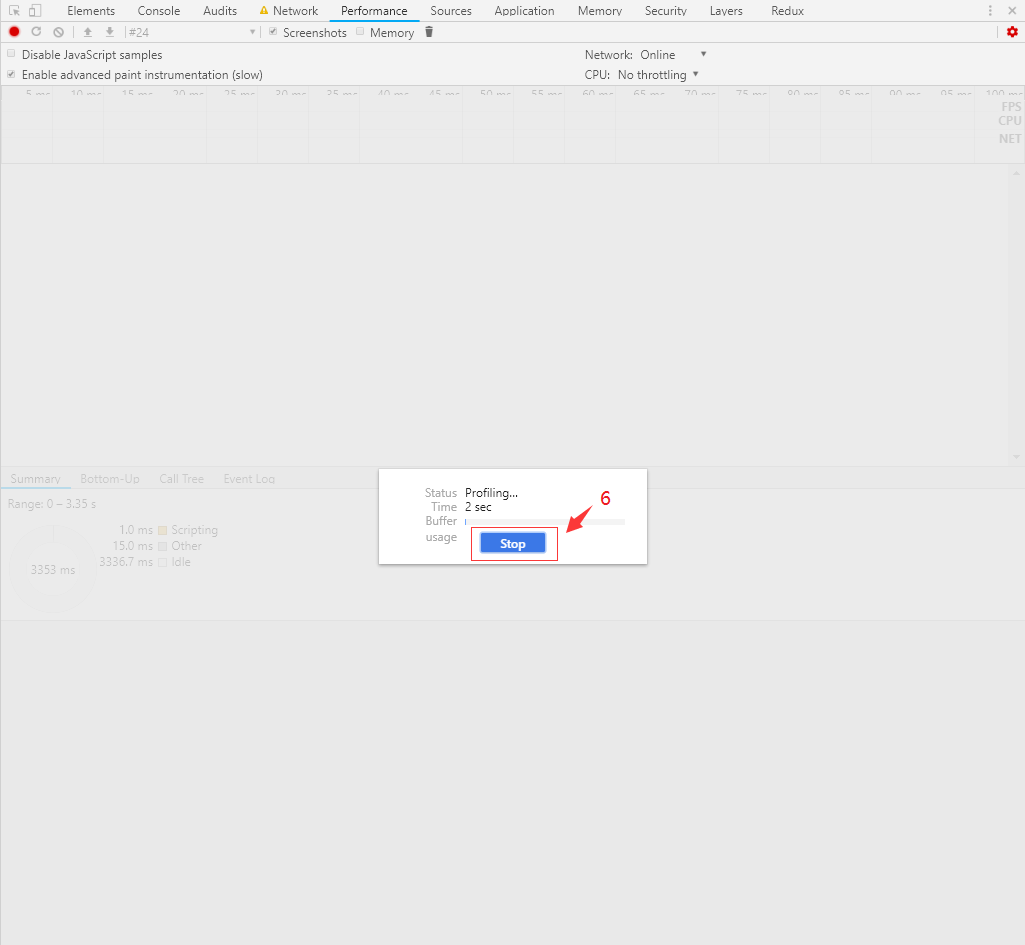 Elements Console Audits Network Performance Sources Application Memory Security Layers Redux
#24 Screenshots Memory
Disable JavaScript samples Network: Online
Enable advanced paint instrumentation (slow) CPU: No throttling
5 ms 10 ms 15 ms 20 ms 25 ms 30 ms 35 ms 40 ms 45 ms 50 ms 55 ms 60 ms 65 ms 70 ms 75 ms 80 ms 85 ms 90 ms 95 ms 100 ms
FPS
CPU
NET
Summary Bottom-Up Call Tree Event Log
Range: 0 – 3.35 s
1.0 ms Scripting
15.0 ms Other
3336.7 ms Idle
3353 ms
Status Profiling...
Time 2 sec
Buffer
usage
Stop
6